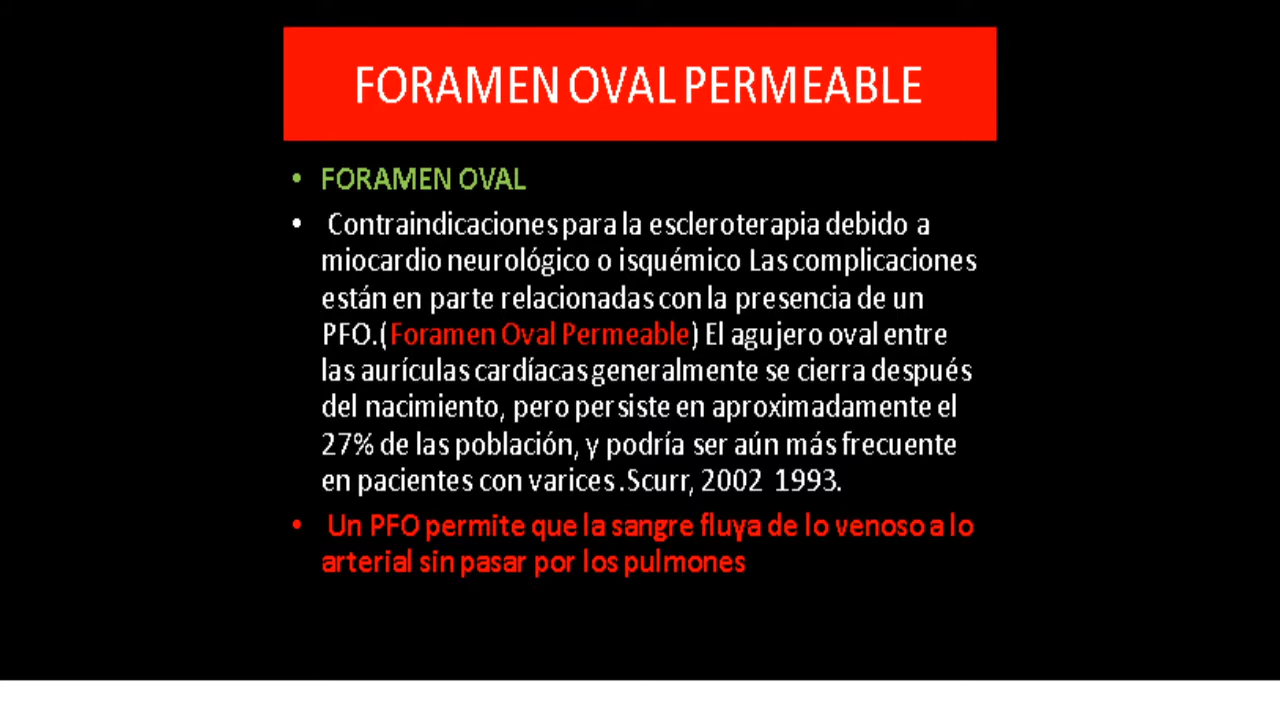 FORAMEN OVAL PERMEABLE
• FORAMEN OVAL
• Contraindicaciones para la escleroterapia debido a
miocardio neurológico o isquémico Las complicaciones
están en parte relacionadas con la presencia de un
PFO.(Foramen Oval Permeable) El agujero oval entre
las aurículas cardíacas generalmente se cierra después
del nacimiento, pero persiste en aproximadamente el
27% de las población, y podría ser aún más frecuente
en pacientes con varices .Scurr, 2002 1993.
• Un PFO permite que la sangre fluya de lo venoso a lo
arterial sin pasar por los pulmones